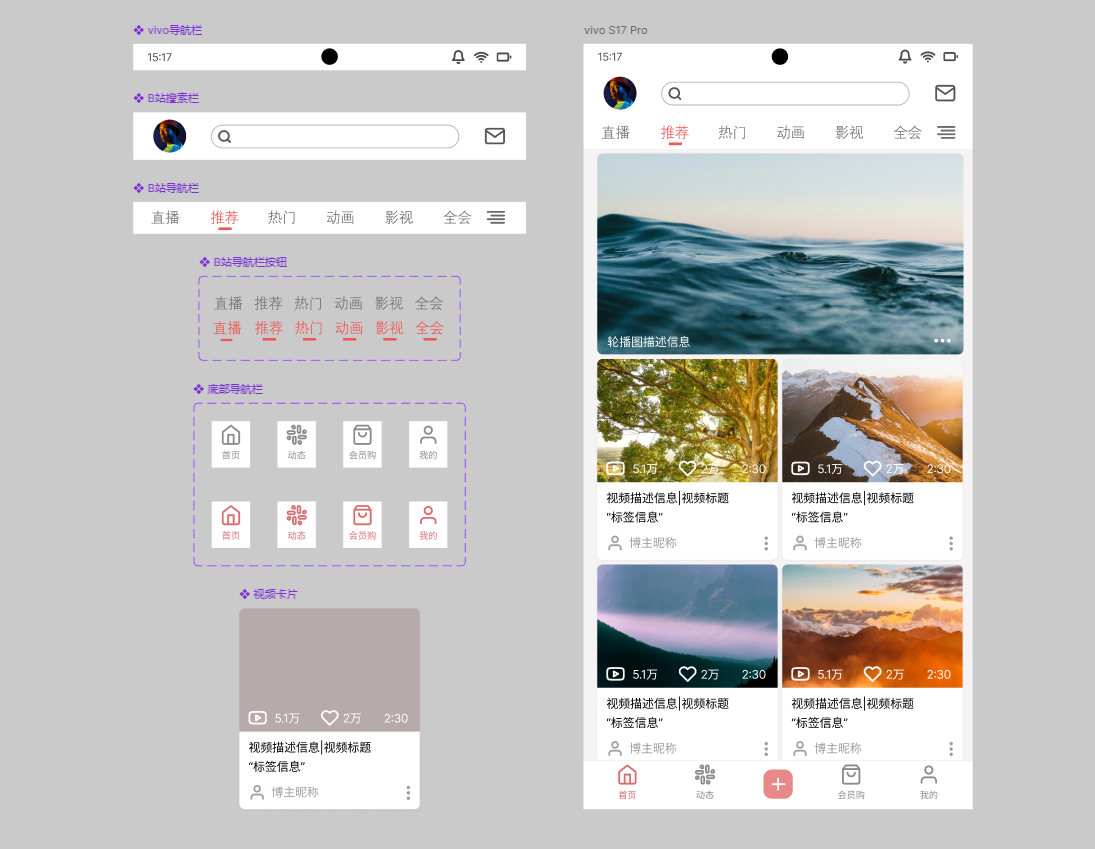 vivo导航栏
15:17
B站搜索栏
B站导航栏
直播 推荐 热门 动画 影视 全会
B站导航栏按钮
直播 推荐 热门 动画 影视 全会
直播 推荐 热门 动画 影视 全会
底部导航栏
首页 动态 会员购 我的
首页 动态 会员购 我的
视频卡片
5.1万 2万 2:30
视频描述信息|视频标题
“标签信息”
博主昵称
vivo S17 Pro
15:17
直播 推荐 热门 动画 影视 全会
轮播图描述信息
5.1万 2万 2:30 5.1万 2万 2:30
视频描述信息|视频标题 视频描述信息|视频标题
“标签信息” “标签信息”
博主昵称 博主昵称
5.1万 2万 2:30 5.1万 2万 2:30
视频描述信息|视频标题 视频描述信息|视频标题
“标签信息” “标签信息”
博主昵称 博主昵称
首页 动态 会员购 我的